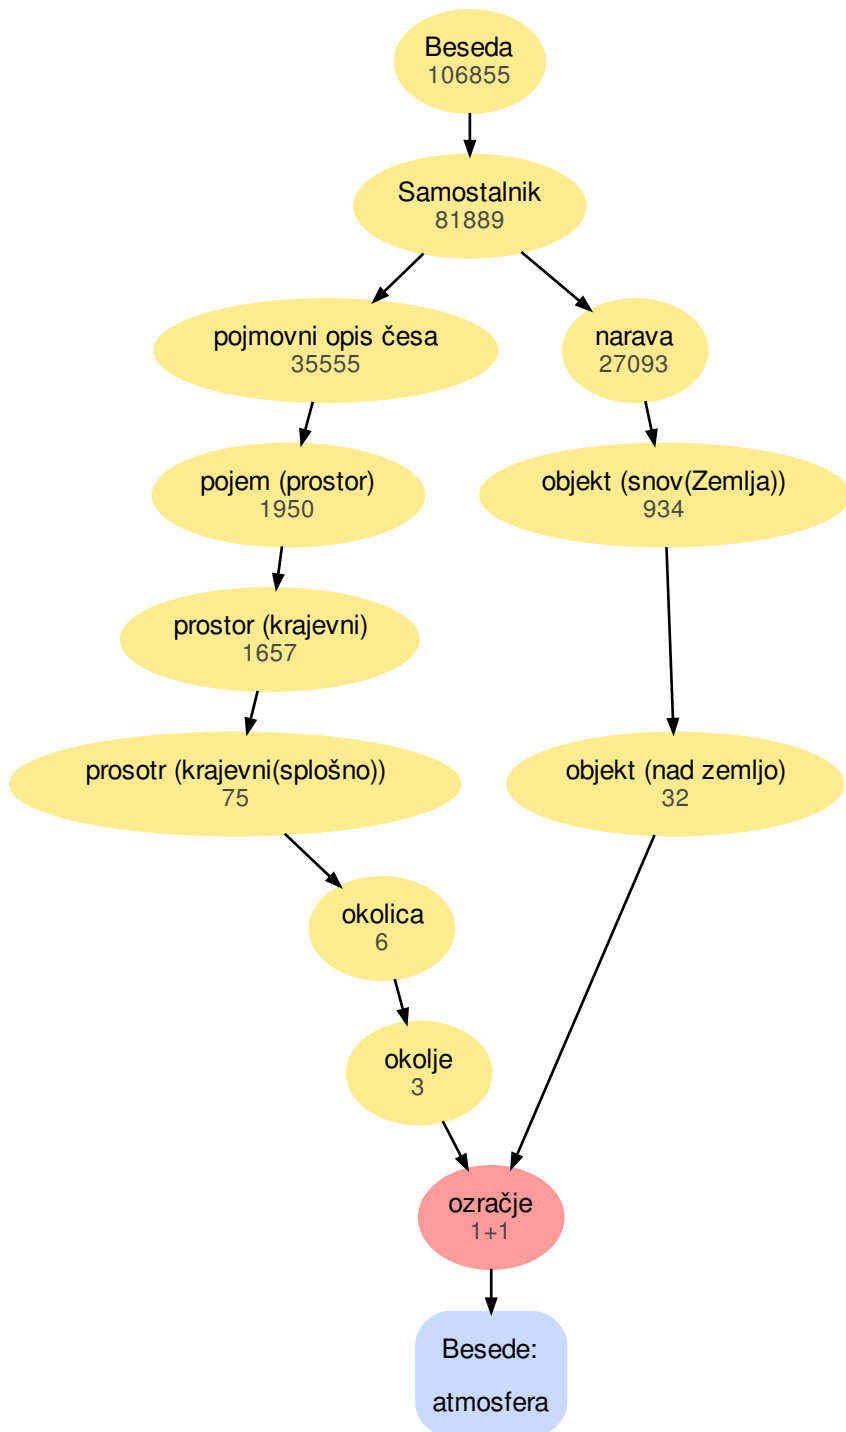 Beseda
106855
Samostalnik
81889
pojmovni opis česa
35555
narava
27093
pojem (prostor)
1950
objekt (snov(Zemlja))
934
prostor (krajevni)
1657
prosotr (krajevni(splošno))
75
objekt (nad zemljo)
32
okolica
6
okolje
3
ozračje
1+1
Besede:
atmosfera